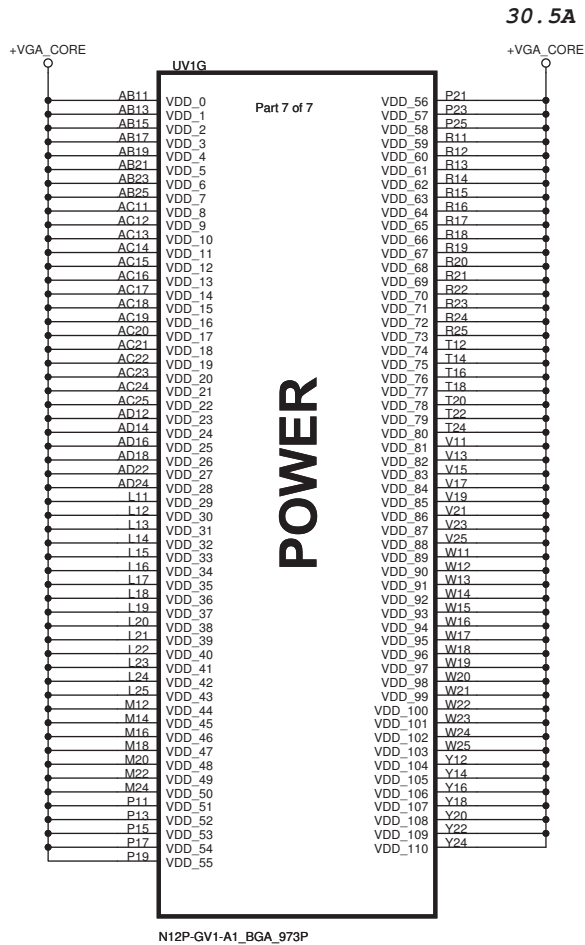 30.5A
+VGA_CORE +VGA_CORE
UV1G
Part 7 of 7
AB11 VDD_0 VDD_56 P21
AB13 VDD_1 VDD_57 P23
AB15 VDD_2 VDD_58 P25
AB17 VDD_3 VDD_59 R11
AB19 VDD_4 VDD_60 R12
AB21 VDD_5 VDD_61 R13
AB23 VDD_6 VDD_62 R14
AB25 VDD_7 VDD_63 R15
AC11 VDD_8 VDD_64 R16
AC12 VDD_9 VDD_65 R17
AC13 VDD_10 VDD_66 R18
AC14 VDD_11 VDD_67 R19
AC15 VDD_12 VDD_68 R20
AC16 VDD_13 VDD_69 R21
AC17 VDD_14 VDD_70 R22
AC18 VDD_15 VDD_71 R23
AC19 VDD_16 VDD_72 R24
AC20 VDD_17 VDD_73 R25
AC21 VDD_18 VDD_74 T12
AC22 VDD_19 VDD_75 T14
AC23 VDD_20 VDD_76 T16
AC24 VDD_21 VDD_77 T18
AC25 VDD_22 VDD_78 T20
AD12 VDD_23 VDD_79 T22
AD14 VDD_24 VDD_80 T24
AD16 VDD_25 VDD_81 V11
AD18 VDD_26 VDD_82 V13
AD22 VDD_27 VDD_83 V15
AD24 VDD_28 VDD_84 V17
L11 VDD_29 VDD_85 V19
L12 VDD_30 VDD_86 V21
L13 VDD_31 VDD_87 V23
L14 VDD_32 VDD_88 V25
L15 VDD_33 VDD_89 W11
L16 VDD_34 VDD_90 W12
L17 VDD_35 VDD_91 W13
L18 VDD_36 VDD_92 W14
L19 VDD_37 VDD_93 W15
L20 VDD_38 VDD_94 W16
L21 VDD_39 VDD_95 W17
L22 VDD_40 VDD_96 W18
L23 VDD_41 VDD_97 W19
L24 VDD_42 VDD_98 W20
L25 VDD_43 VDD_99 W21
M12 VDD_44 VDD_100 W22
M14 VDD_45 VDD_101 W23
M16 VDD_46 VDD_102 W24
M18 VDD_47 VDD_103 W25
M20 VDD_48 VDD_104 Y12
M22 VDD_49 VDD_105 Y14
M24 VDD_50 VDD_106 Y16
P11 VDD_51 VDD_107 Y18
P13 VDD_52 VDD_108 Y20
P15 VDD_53 VDD_109 Y22
P17 VDD_54 VDD_110 Y24
P19 VDD_55
POWER
N12P-GV1-A1_BGA_973P